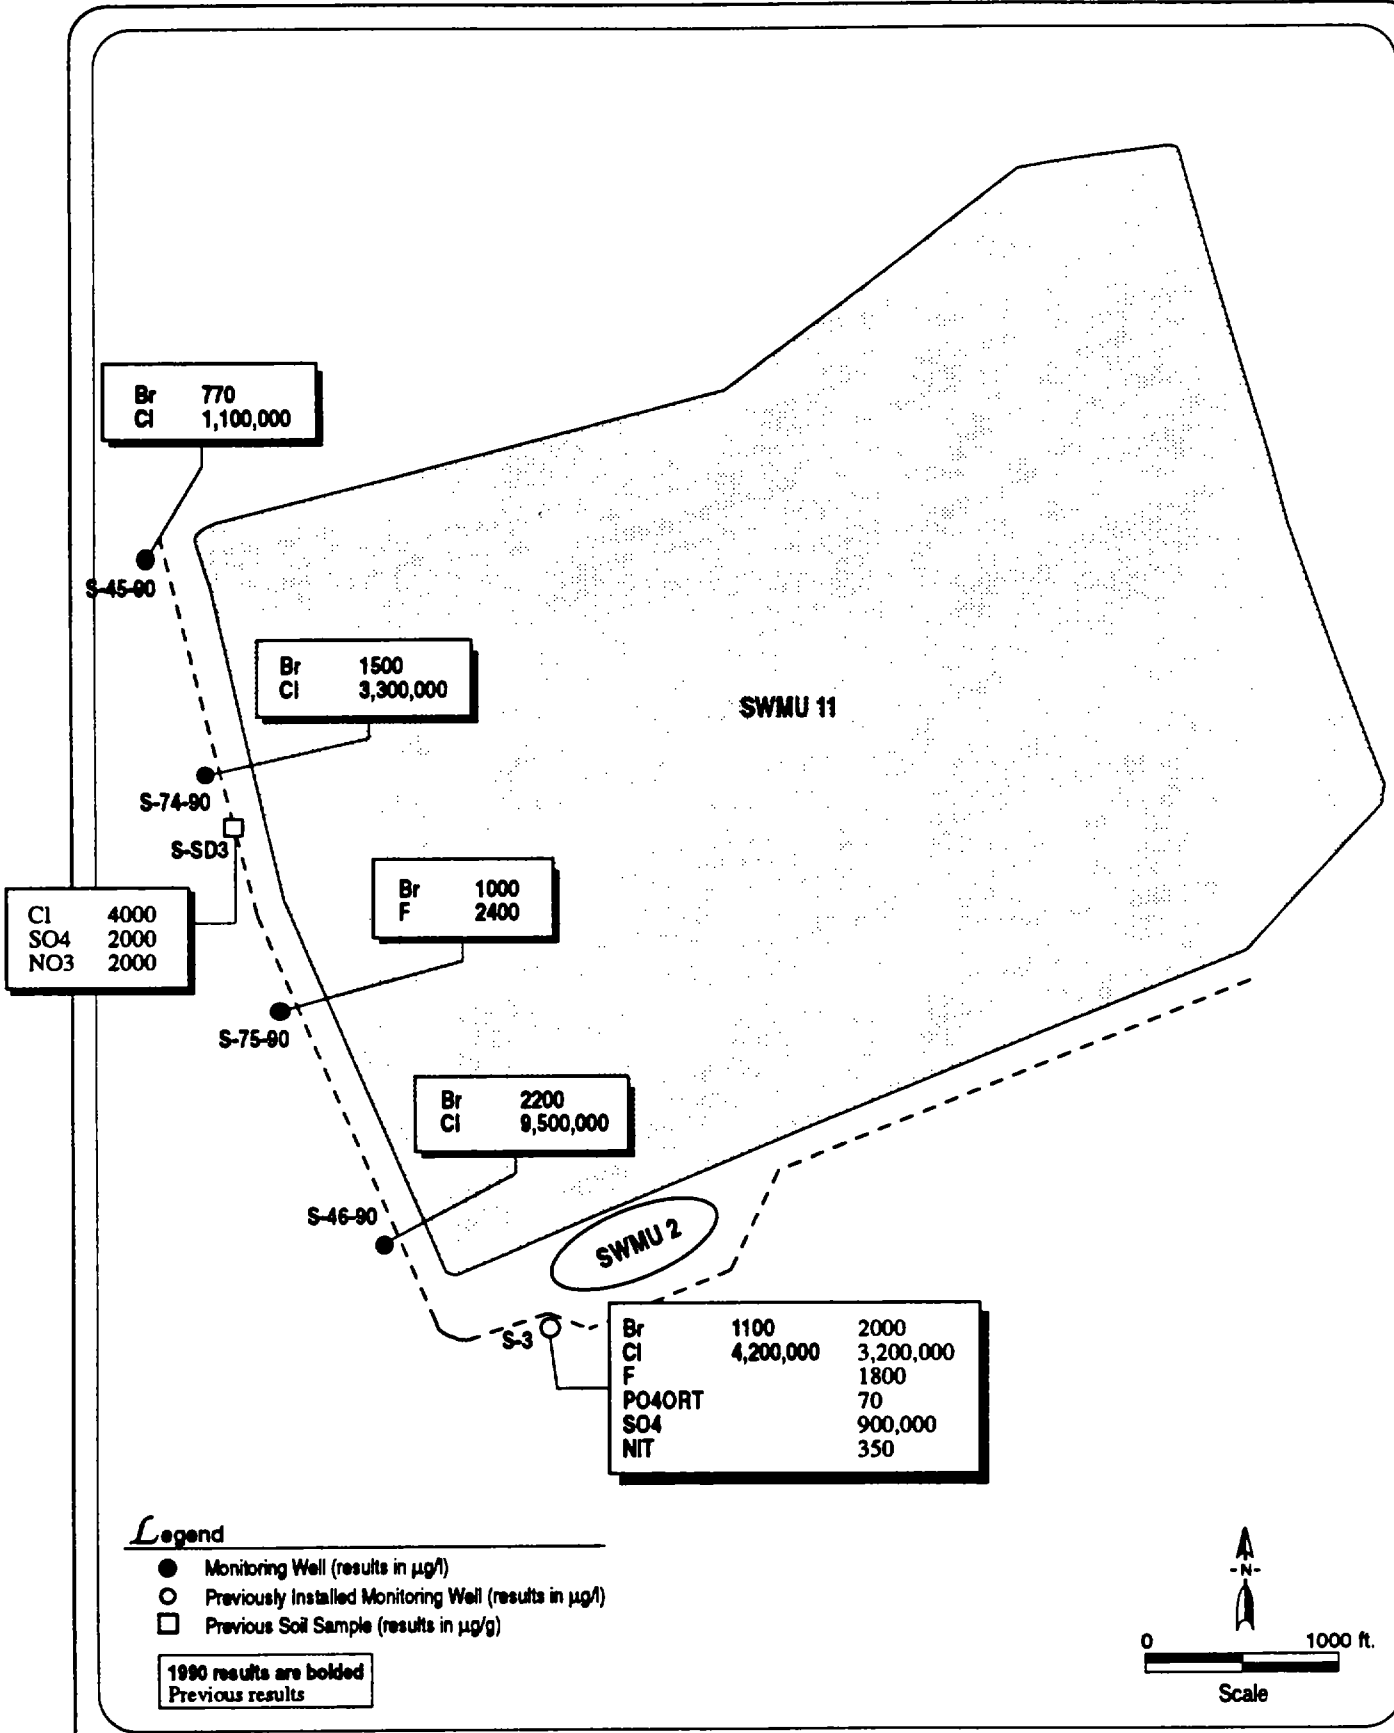 Br 770
Cl 1,100,000
S-45-90
Br 1500
Cl 3,300,000
SWMU 11
S-74-90
S-SD3
Br 1000
F 2400
Cl 4000
SO4 2000
NO3 2000
S-75-90
Br 2200
Cl 9,500,000
S-46-90
SWMU 2
S-3
Br 1100 2000
Cl 4,200,000 3,200,000
F 1800
PO4ORT 70
SO4 900,000
NIT 350
Legend
Monitoring Well (results in µg/l)
Previously Installed Monitoring Well (results in µg/l)
Previous Soil Sample (results in µg/g)
1990 results are bolded
Previous results
-N-
0 1000 ft.
Scale